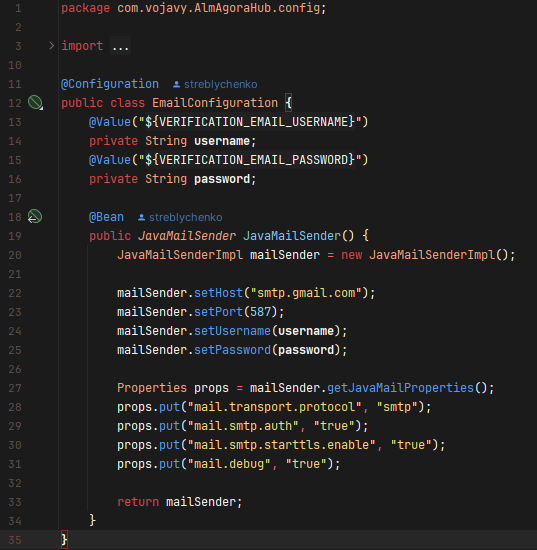 1 package com.vojavy.AlmAgoraHub.config;
2
3 import ...
10
11 @Configuration streblychenko
12 public class EmailConfiguration {
13 @Value("${VERIFICATION_EMAIL_USERNAME}")
14 private String username;
15 @Value("${VERIFICATION_EMAIL_PASSWORD}")
16 private String password;
17
18 @Bean streblychenko
19 public JavaMailSender JavaMailSender() {
20 JavaMailSenderImpl mailSender = new JavaMailSenderImpl();
21
22 mailSender.setHost("smtp.gmail.com");
23 mailSender.setPort(587);
24 mailSender.setUsername(username);
25 mailSender.setPassword(password);
26
27 Properties props = mailSender.getJavaMailProperties();
28 props.put("mail.transport.protocol", "smtp");
29 props.put("mail.smtp.auth", "true");
30 props.put("mail.smtp.starttls.enable", "true");
31 props.put("mail.debug", "true");
32
33 return mailSender;
34 }
35 }